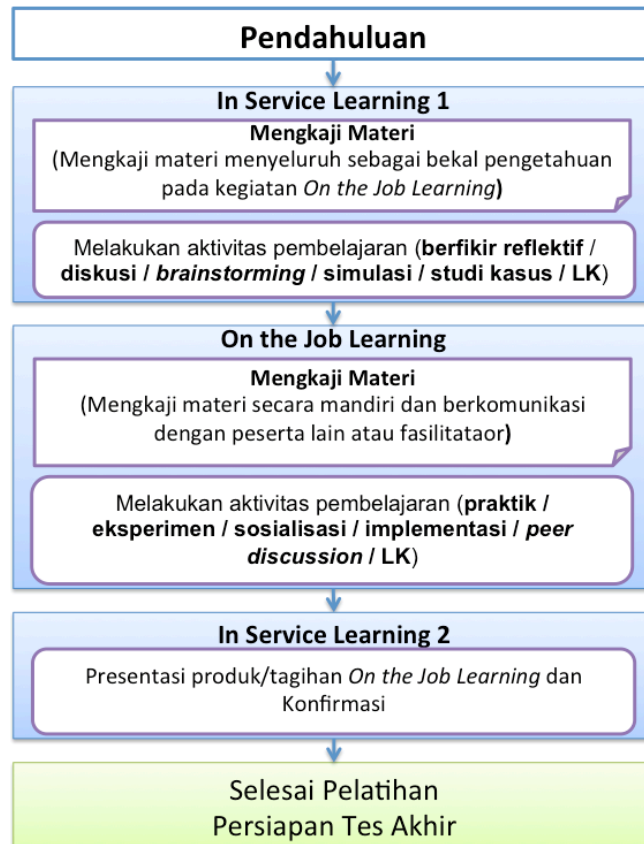 Pendahuluan
In Service Learning 1
Mengkaji Materi
(Mengkaji materi menyeluruh sebagai bekal pengetahuan
pada kegiatan On the Job Learning)
Melakukan aktivitas pembelajaran (berfikir reflektif /
diskusi / brainstorming / simulasi / studi kasus / LK)
On the Job Learning
Mengkaji Materi
(Mengkaji materi secara mandiri dan berkomunikasi
dengan peserta lain atau fasilitataor)
Melakukan aktivitas pembelajaran (praktik /
eksperimen / sosialisasi / implementasi / peer
discussion / LK)
In Service Learning 2
Presentasi produk/tagihan On the Job Learning dan
Konfirmasi
Selesai Pelatihan
Persiapan Tes Akhir